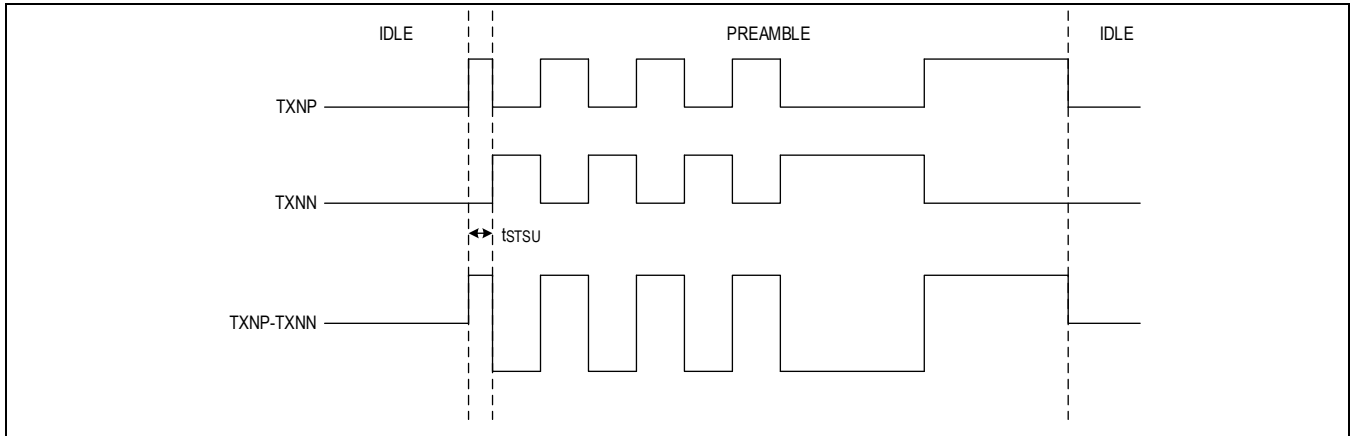 IDLE PREAMBLE IDLE
TXNP
TXNN
tSTSU
TXNP-TXNN